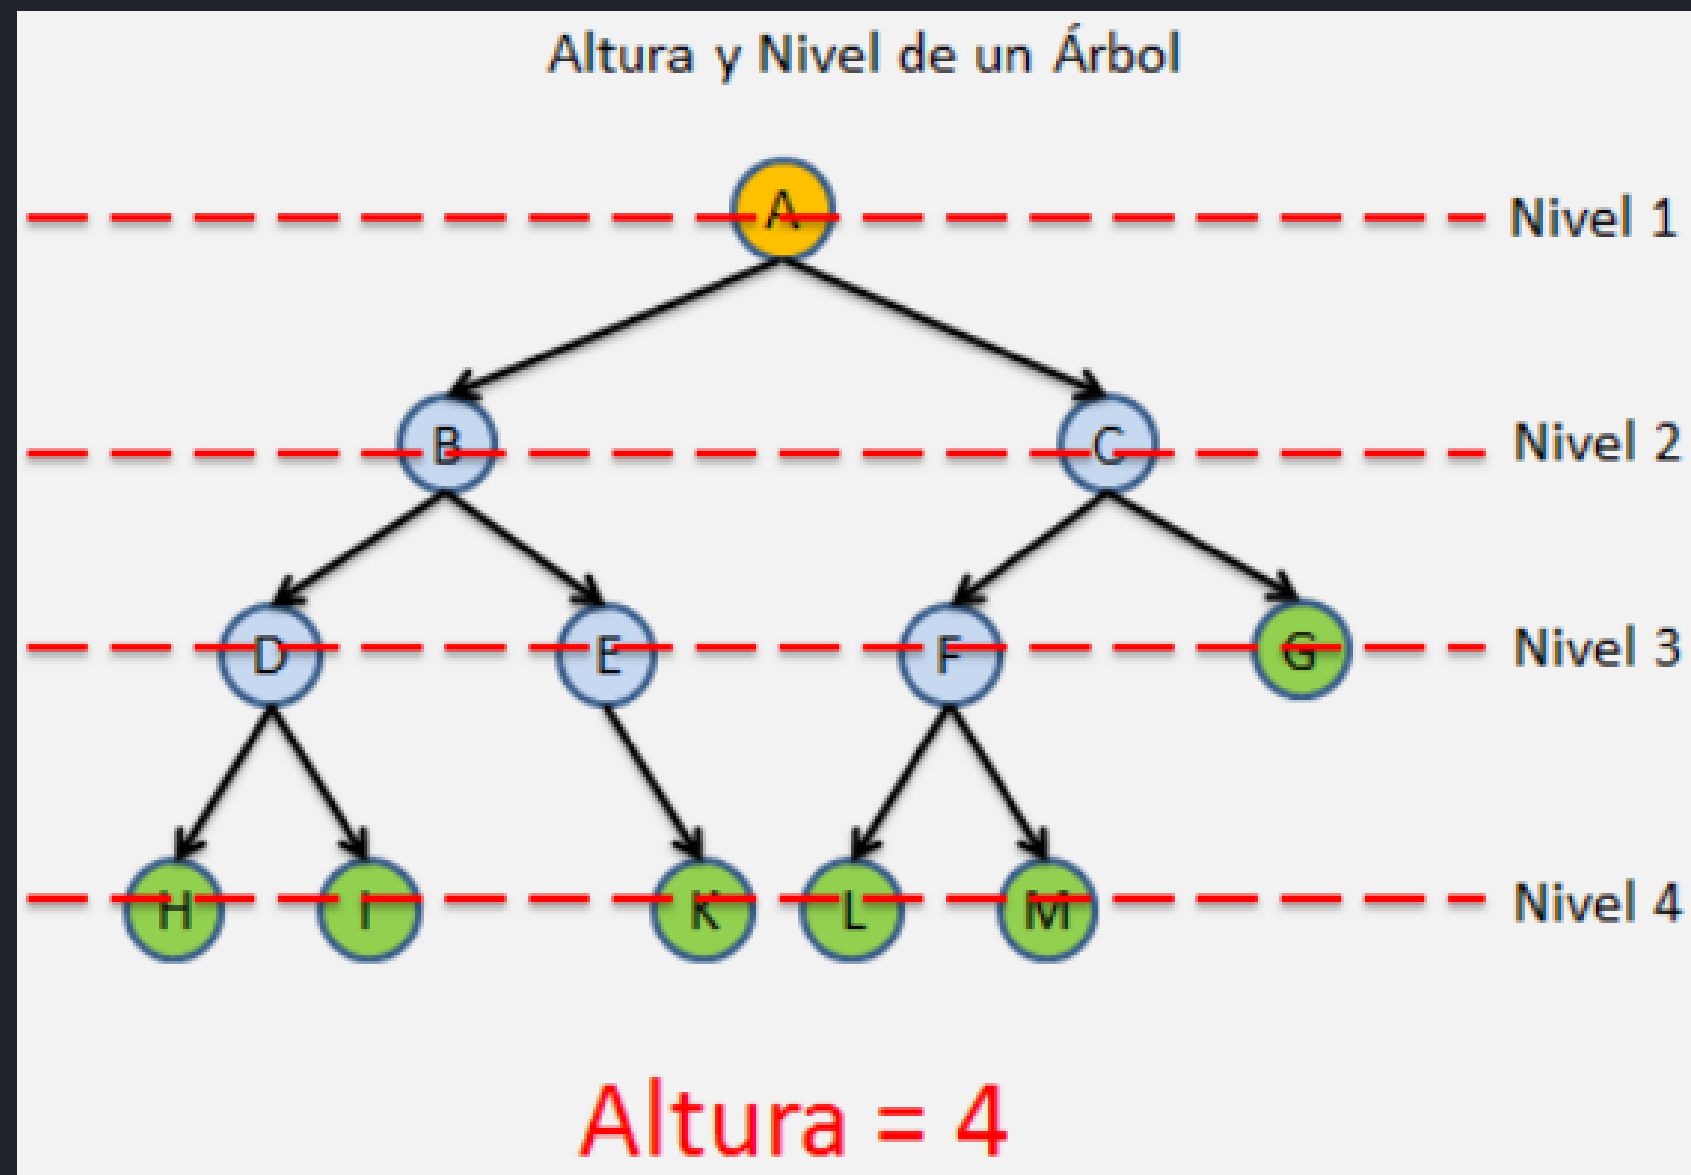 Altura y Nivel de un Árbol
A Nivel 1
B C Nivel 2
D E F G Nivel 3
H I K L M Nivel 4
Altura = 4